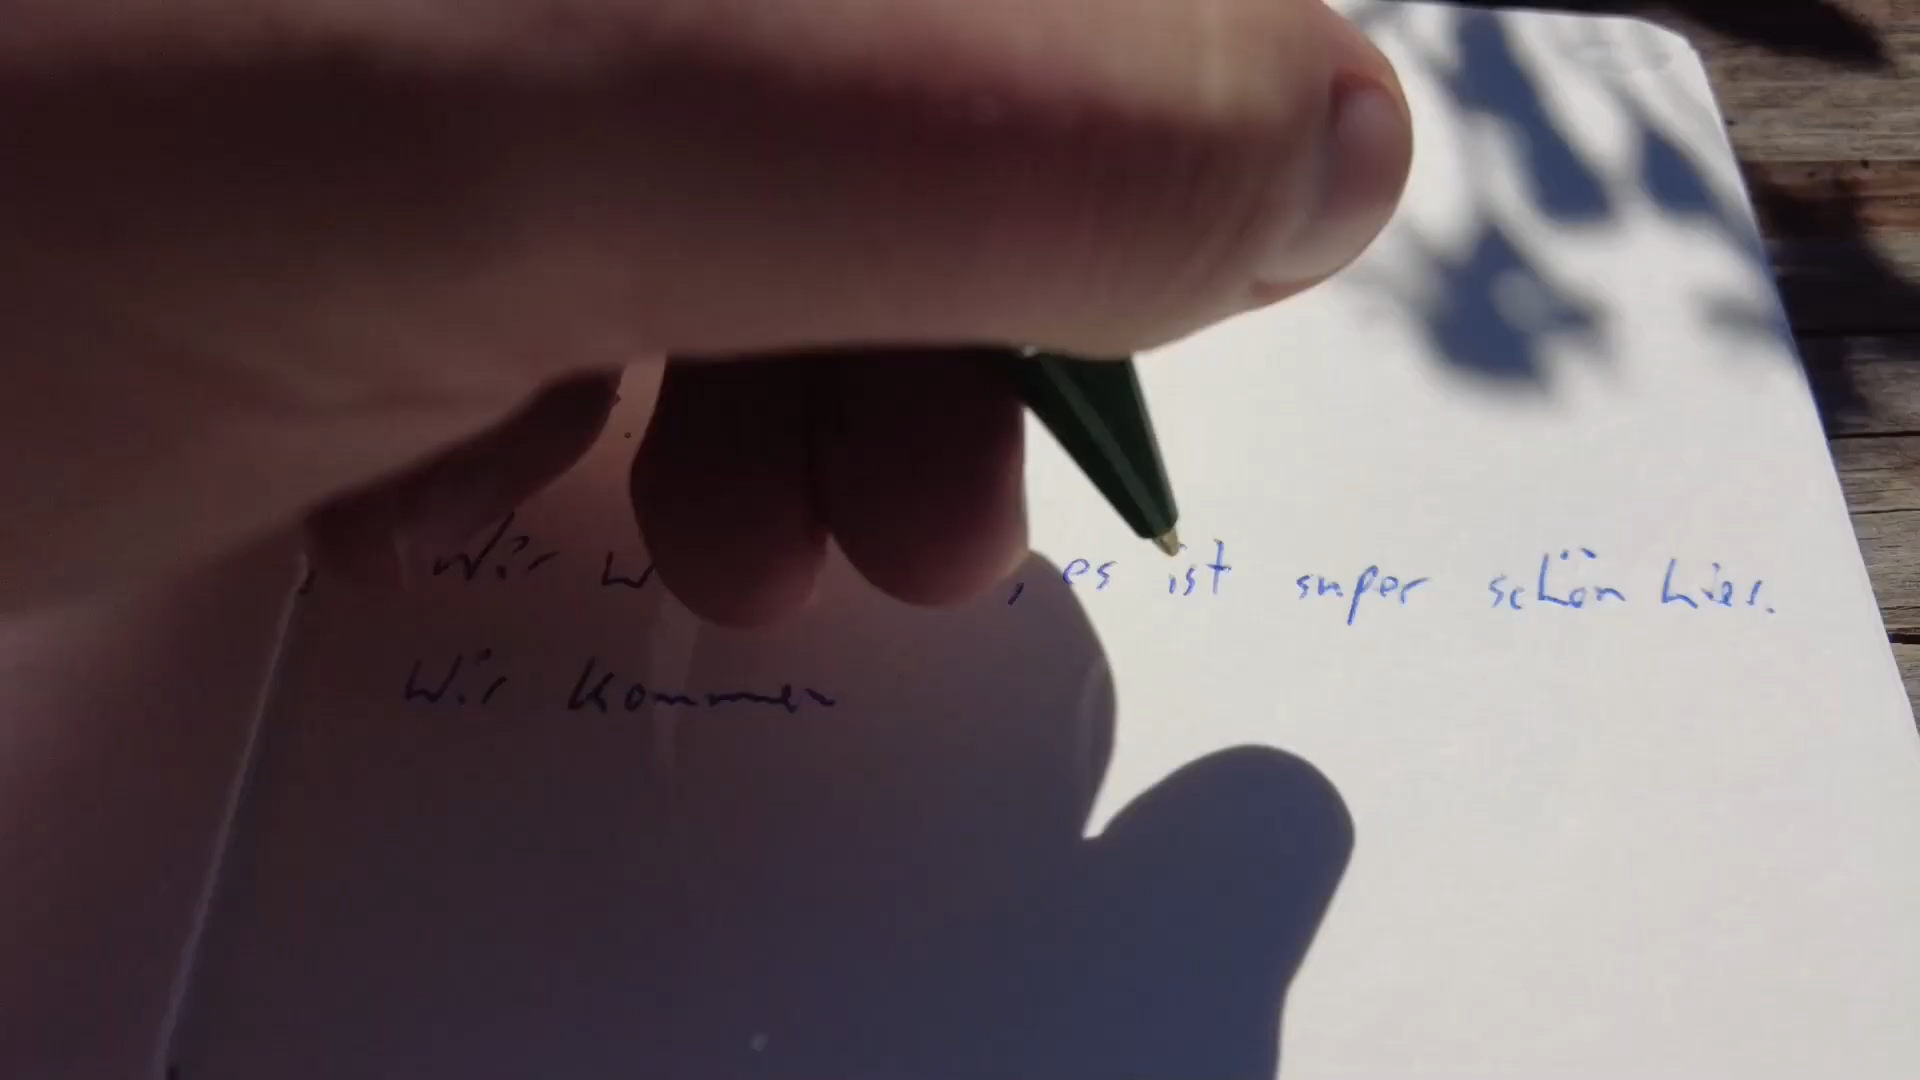 Wir , es ist super schön hier.
Wir kommen